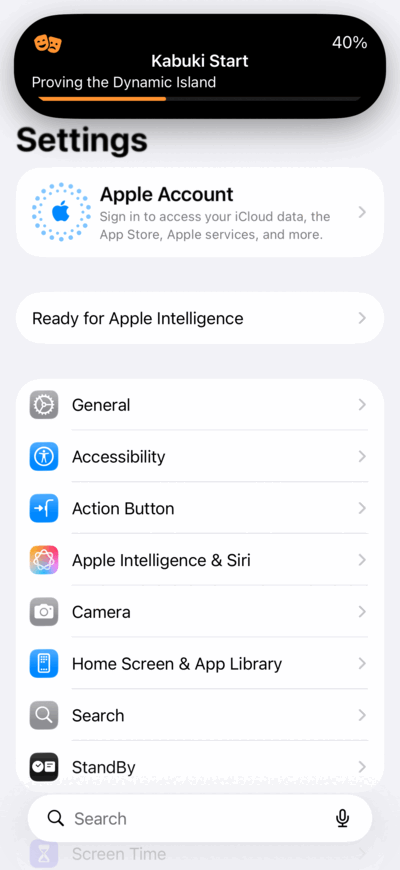 40%
Kabuki Start
Proving the Dynamic Island
Settings
Apple Account
Sign in to access your iCloud data, the
App Store, Apple services, and more.
Ready for Apple Intelligence
General
Accessibility
Action Button
Apple Intelligence & Siri
Camera
Home Screen & App Library
Search
StandBy
Search
Screen Time